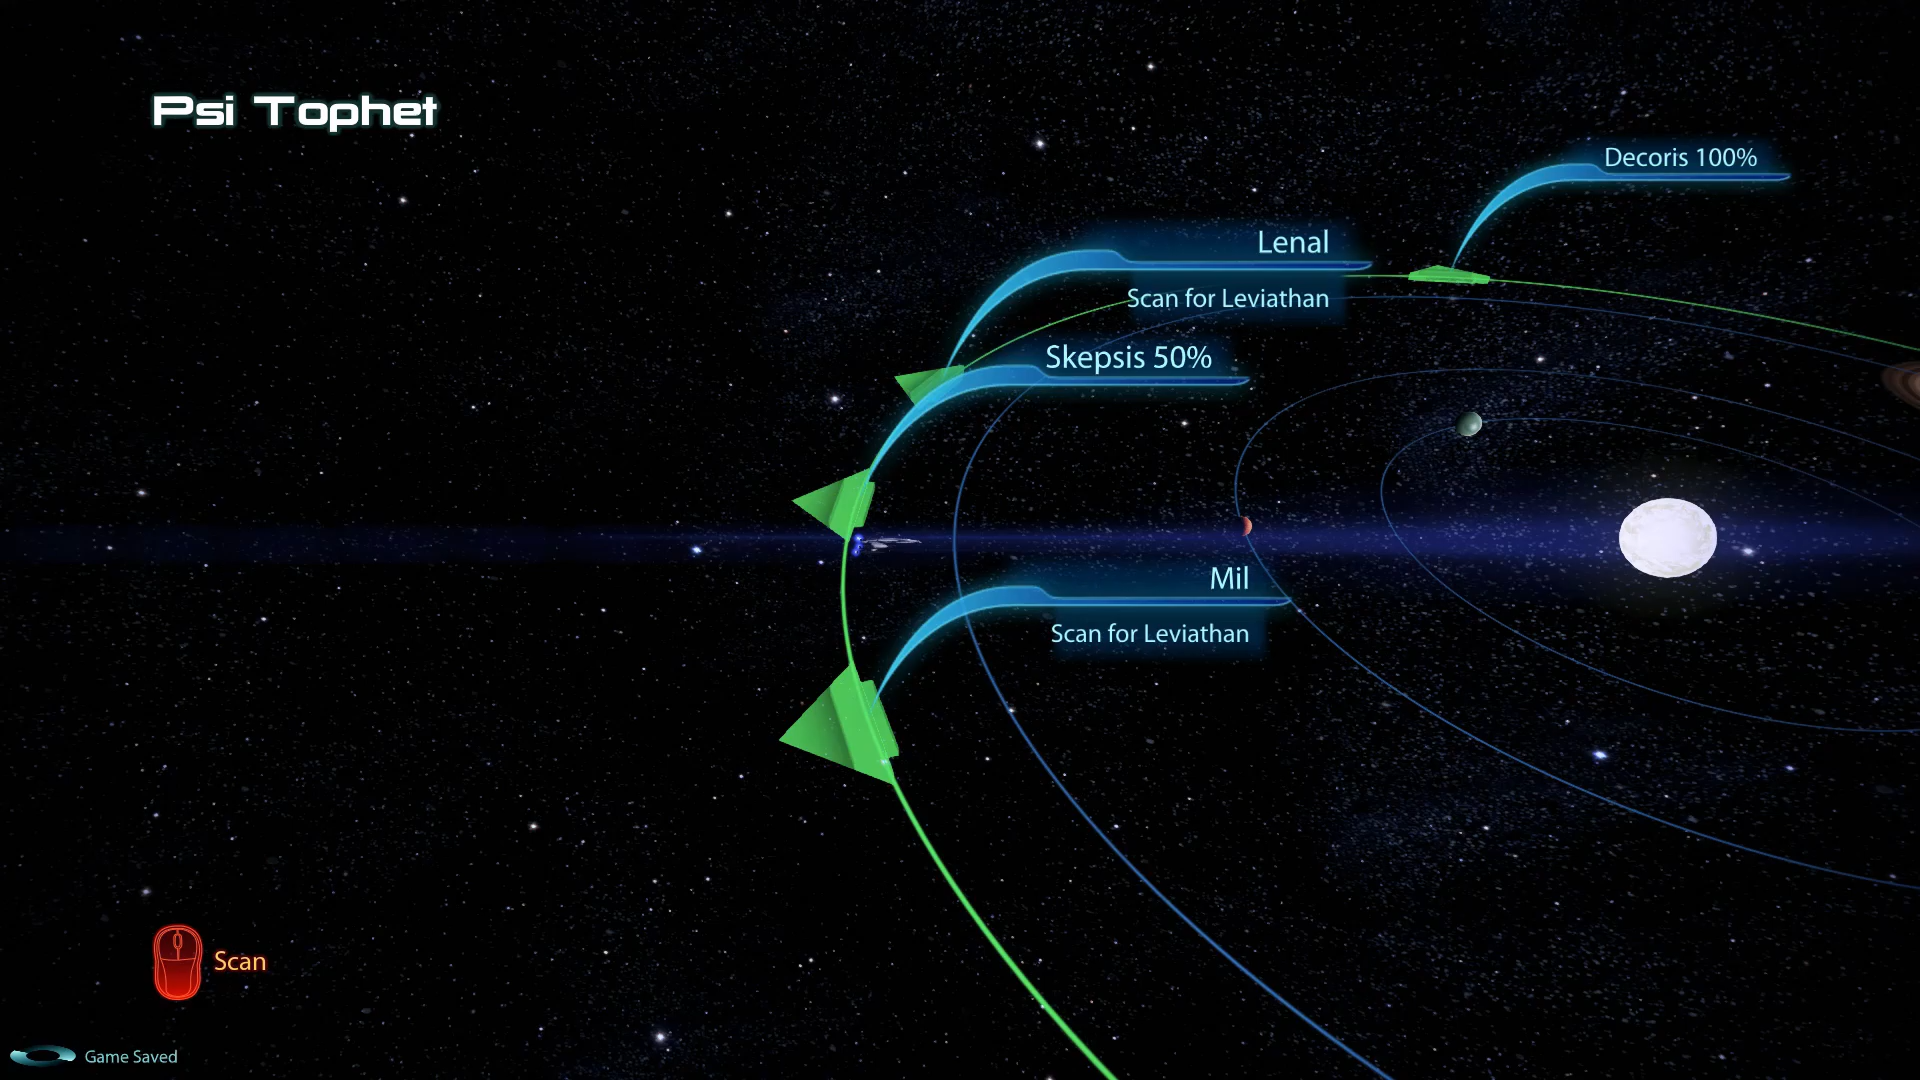 Psi Tophet
Decoris 100%
Lenal
Scan for Leviathan
Skepsis 50%
Mil
Scan for Leviathan
Scan
Game Saved